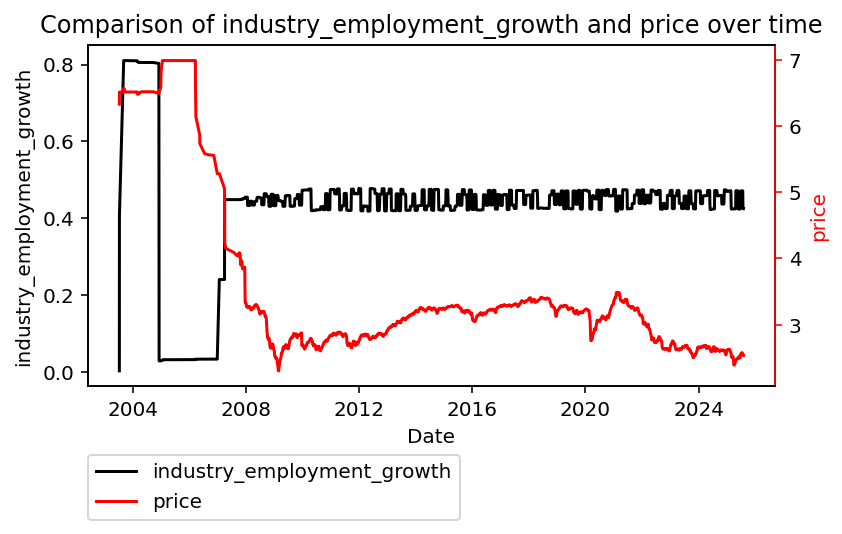 Comparison of industry_employment_growth and price over time
industry_employment_growth
0.8
0.6
0.4
0.2
0.0
7
6
5
4
3
price
2004 2008 2012 2016 2020 2024
Date
industry_employment_growth
price